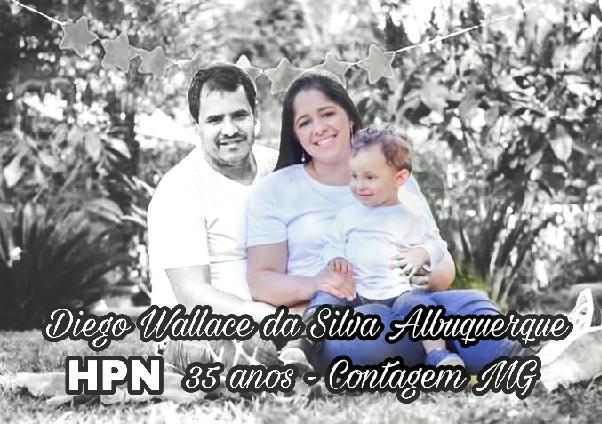 Diego Wallace da Silva Albuquerque
HPN 35 anos - Contagem MG